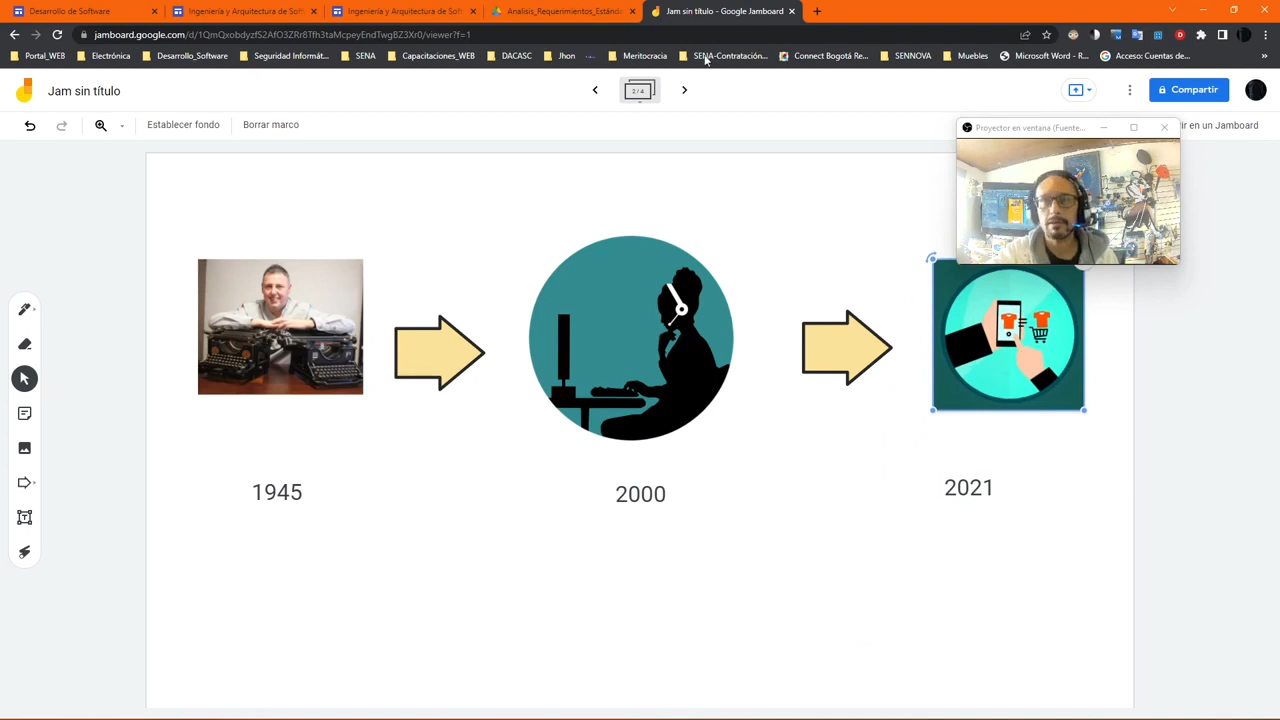 Desarrollo de Software
Ingeniería y Arquitectura de Soft
Ingeniería y Arquitectura de Soft
Analisis_Requerimientos_Estánda
Jam sin título - Google Jamboard
jamboard.google.com/d/1QmQxobdyzfS2AfO3ZRr8Tfh3taMcpeyEndTwgBZ3Xr0/viewer?f=1
Portal_WEB
Electrónica
Desarrollo_Software
Seguridad Informát...
SENA
Capacitaciones_WEB
DACASC
Jhon
Meritocracia
SENA-Contratación...
Connect Bogotá Re...
SENNOVA
Muebles
Microsoft Word - R...
Acceso: Cuentas de...
Jam sin título
2 / 4
Compartir
Establecer fondo
Borrar marco
Proyector en ventana (Fuente...
ir en un Jamboard
1945
2000
2021